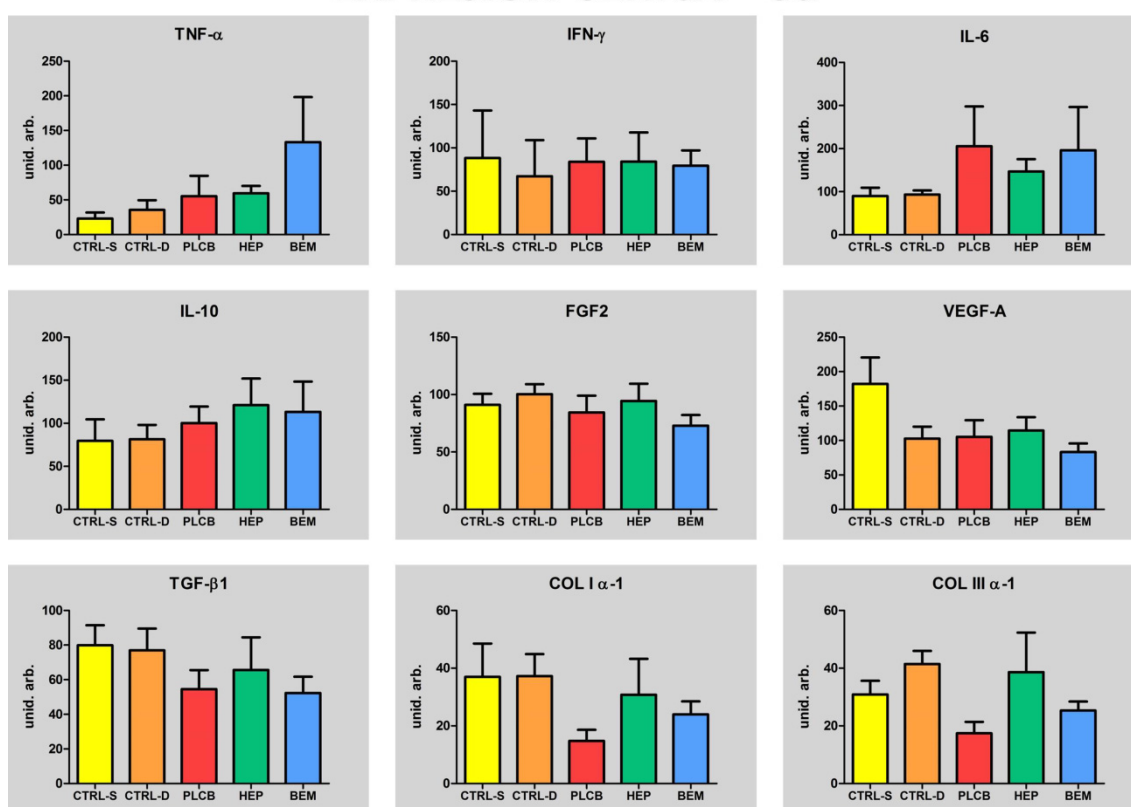 TNF-α
unid. arb.
250
200
150
100
50
0
CTRL-S CTRL-D PLCB HEP BEM
IFN-γ
unid. arb.
200
150
100
50
0
CTRL-S CTRL-D PLCB HEP BEM
IL-6
unid. arb.
400
300
200
100
0
CTRL-S CTRL-D PLCB HEP BEM
IL-10
unid. arb.
200
150
100
50
0
CTRL-S CTRL-D PLCB HEP BEM
FGF2
unid. arb.
150
100
50
0
CTRL-S CTRL-D PLCB HEP BEM
VEGF-A
unid. arb.
250
200
150
100
50
0
CTRL-S CTRL-D PLCB HEP BEM
TGF-β1
unid. arb.
100
80
60
40
20
0
CTRL-S CTRL-D PLCB HEP BEM
COL I α-1
unid. arb.
60
40
20
0
CTRL-S CTRL-D PLCB HEP BEM
COL III α-1
unid. arb.
60
40
20
0
CTRL-S CTRL-D PLCB HEP BEM